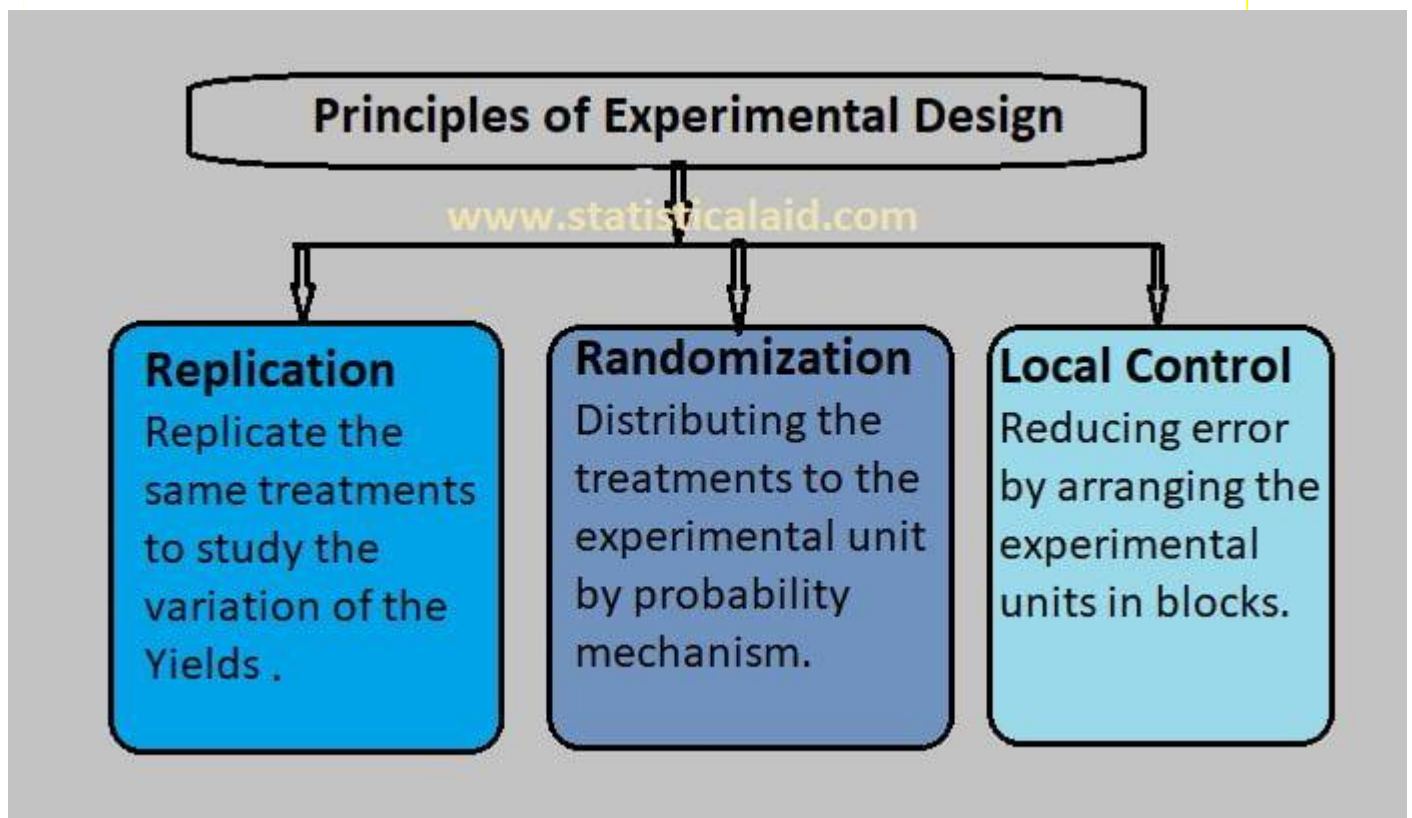 Principles of Experimental Design
www.statisticalaid.com
Replication
Replicate the
same treatments
to study the
variation of the
Yields .
Randomization
Distributing the
treatments to the
experimental unit
by probability
mechanism.
Local Control
Reducing error
by arranging the
experimental
units in blocks.